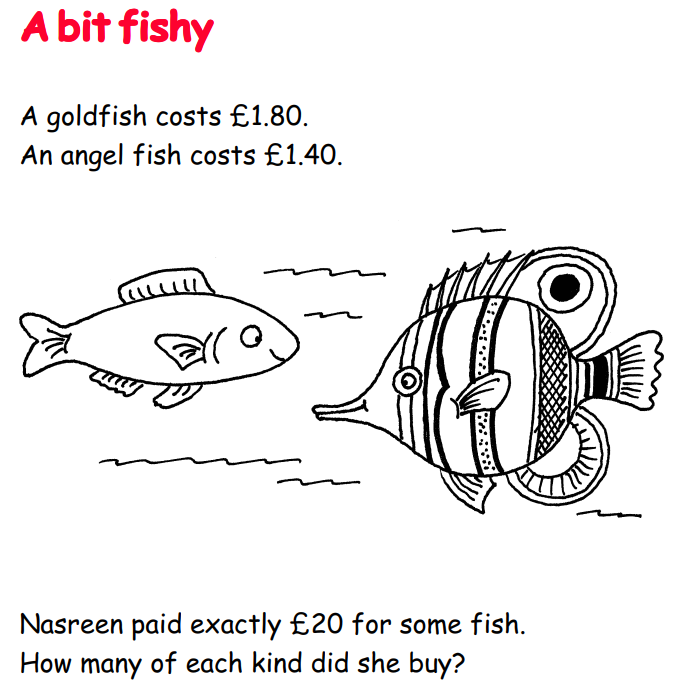 A bit fishy
A goldfish costs £1.80.
An angel fish costs £1.40.
Nasreen paid exactly £20 for some fish.
How many of each kind did she buy?